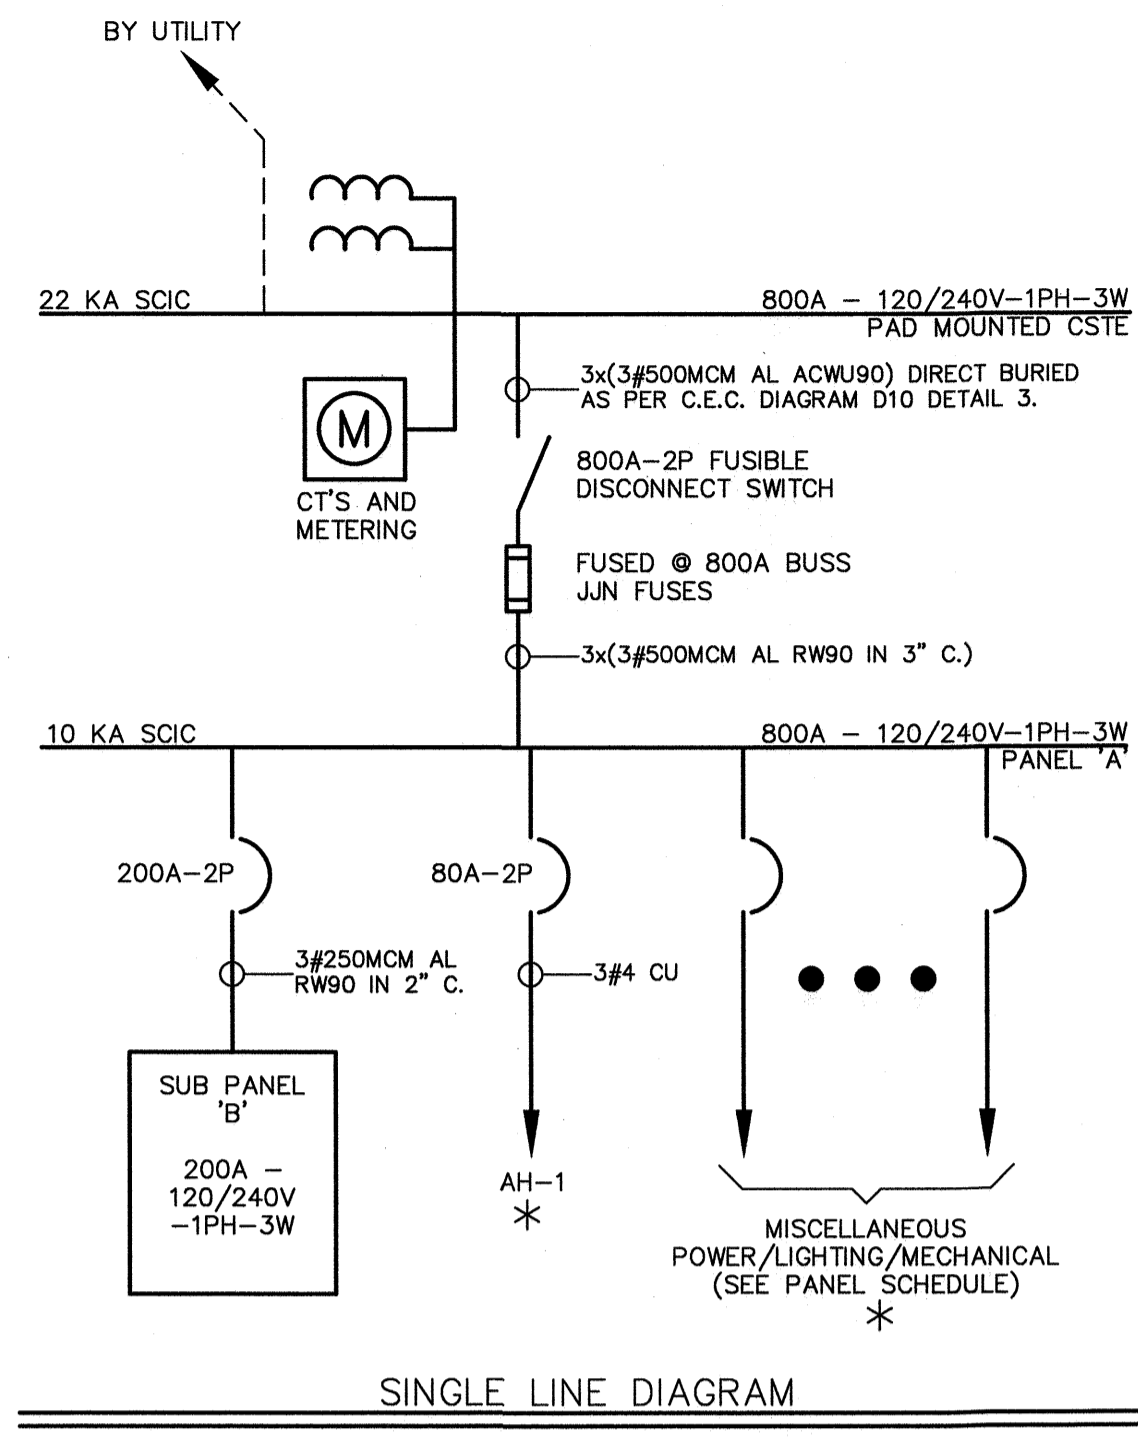 BY UTILITY
22 KA SCIC
800A - 120/240V-1PH-3W
PAD MOUNTED CSTE
3x(3#500MCM AL ACWU90) DIRECT BURIED
AS PER C.E.C. DIAGRAM D10 DETAIL 3.
M
CT'S AND
METERING
800A-2P FUSIBLE
DISCONNECT SWITCH
FUSED @ 800A BUSS
JJN FUSES
3x(3#500MCM AL RW90 IN 3" C.)
10 KA SCIC
800A - 120/240V-1PH-3W
PANEL 'A'
200A-2P
80A-2P
3#250MCM AL
RW90 IN 2" C.
3#4 CU
SUB PANEL
'B'
200A -
120/240V
-1PH-3W
AH-1
*
MISCELLANEOUS
POWER/LIGHTING/MECHANICAL
(SEE PANEL SCHEDULE)
*
SINGLE LINE DIAGRAM